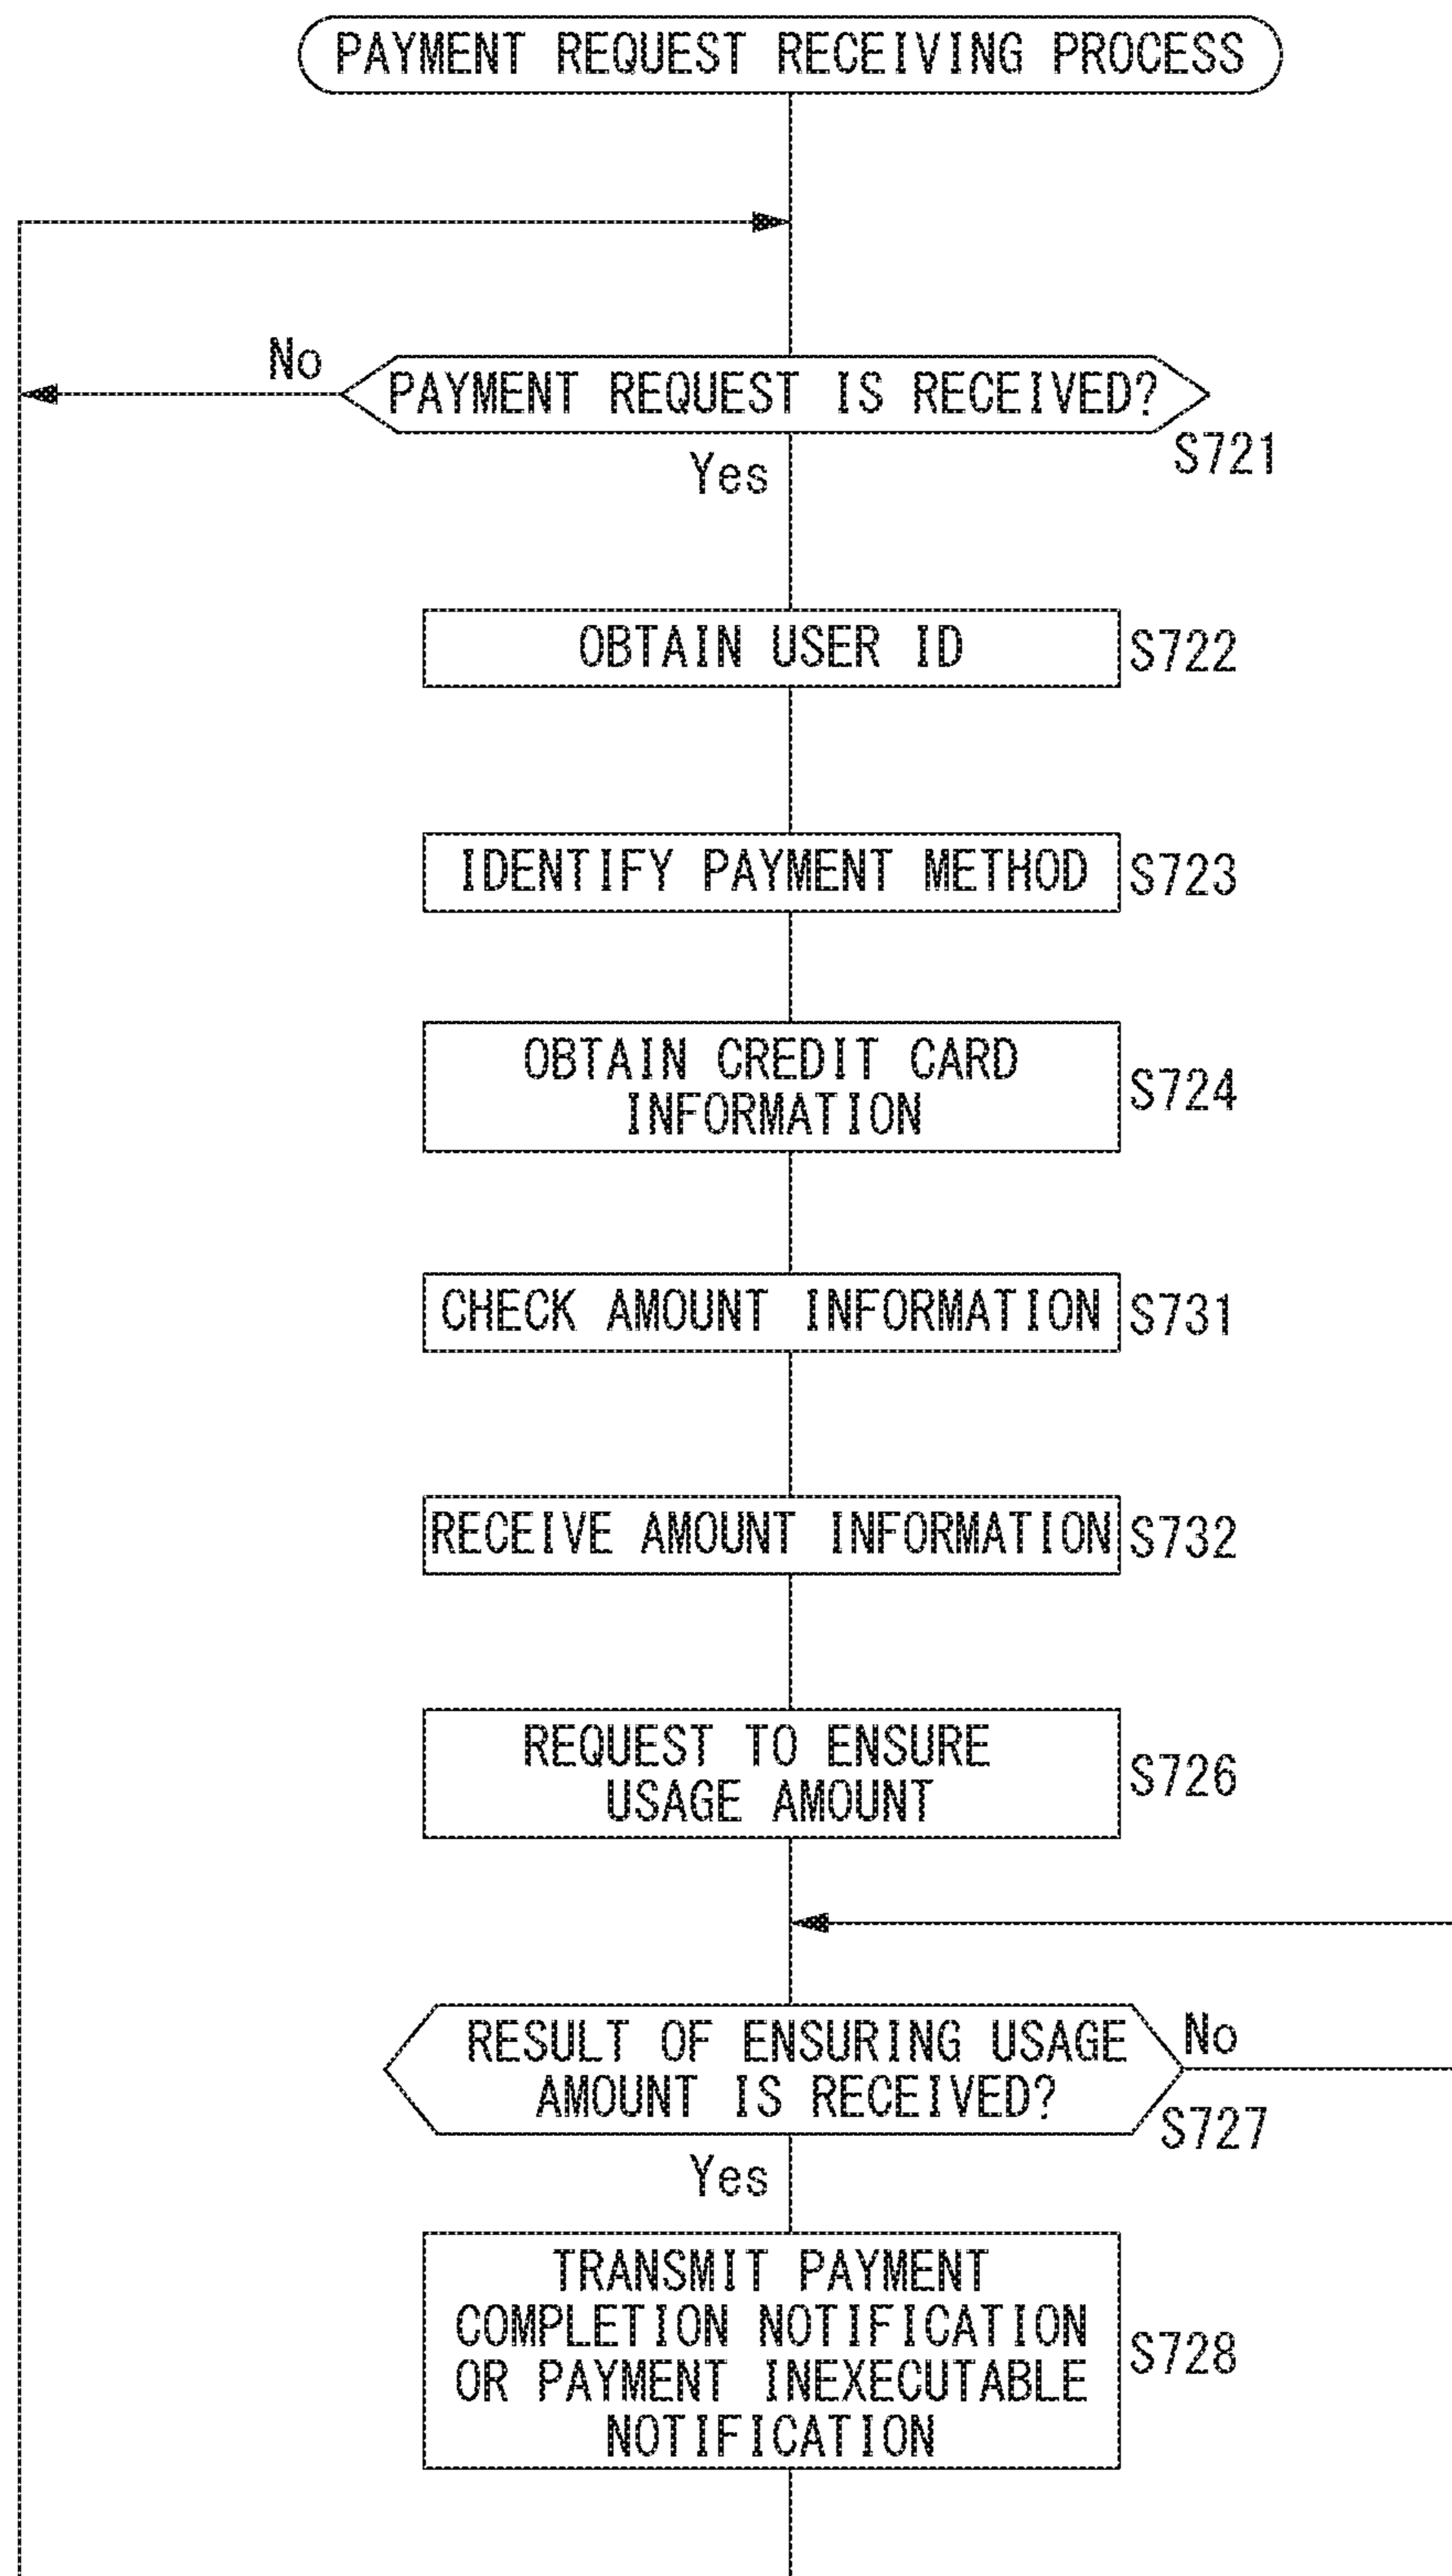 PAYMENT REQUEST RECEIVING PROCESS
No
PAYMENT REQUEST IS RECEIVED?
S721
Yes
OBTAIN USER ID
S722
IDENTIFY PAYMENT METHOD
S723
OBTAIN CREDIT CARD
INFORMATION
S724
CHECK AMOUNT INFORMATION
S731
RECEIVE AMOUNT INFORMATION
S732
REQUEST TO ENSURE
USAGE AMOUNT
S726
RESULT OF ENSURING USAGE
AMOUNT IS RECEIVED?
No
S727
Yes
TRANSMIT PAYMENT
COMPLETION NOTIFICATION
OR PAYMENT INEXECUTABLE
NOTIFICATION
S728